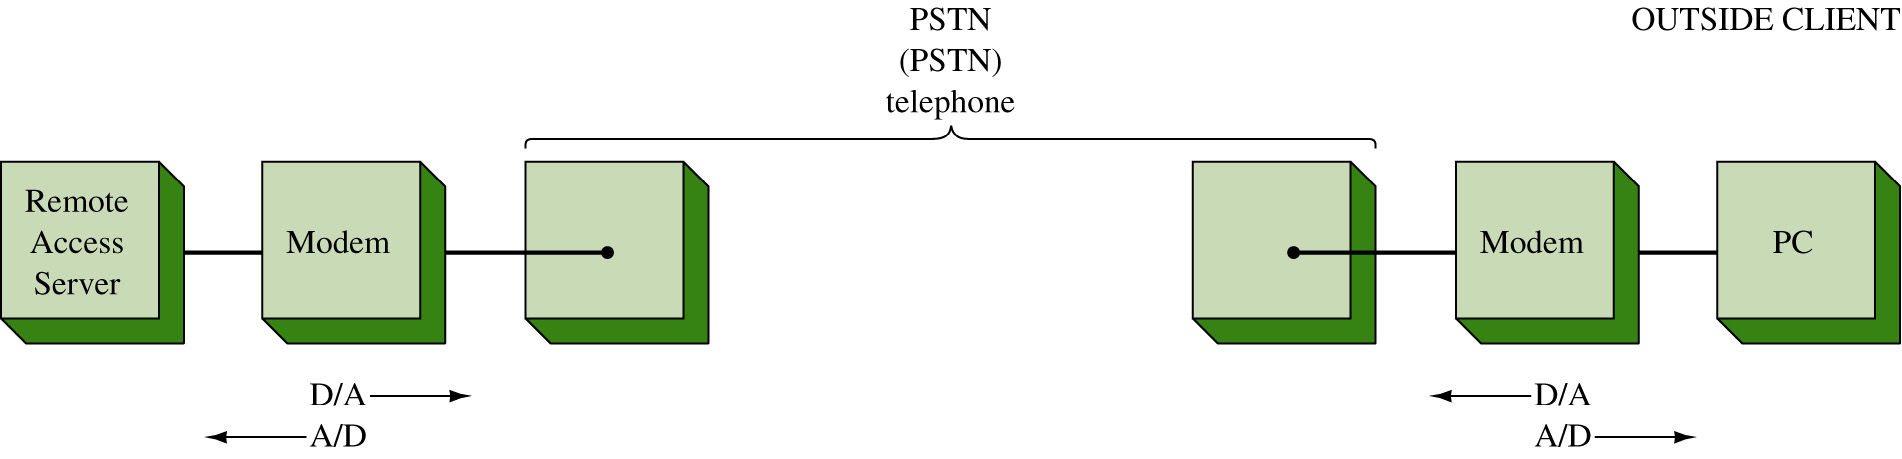 PSTN
(PSTN)
telephone
OUTSIDE CLIENT
Remote
Access
Server
Modem
Modem
PC
D/A
A/D
D/A
A/D